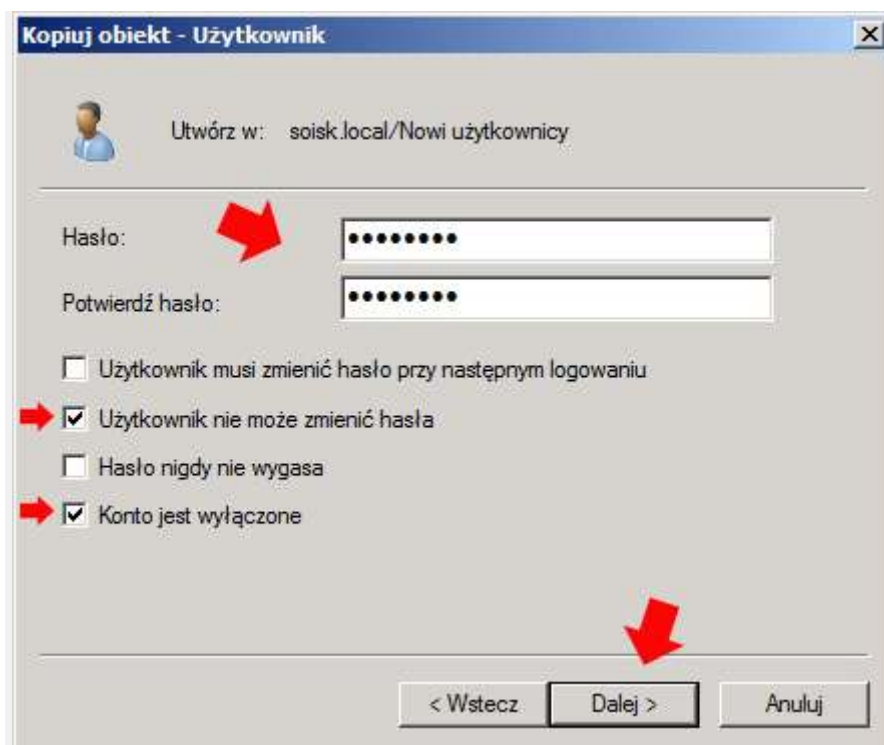 Kopiuj obiekt - Użytkownik
Utwórz w: soisk.local/Nowi użytkownicy
Hasło: ●●●●●●●●
Potwierdź hasło: ●●●●●●●●
Użytkownik musi zmienić hasło przy następnym logowaniu
Użytkownik nie może zmienić hasła
Hasło nigdy nie wygasa
Konto jest wyłączone
< Wstecz Dalej > Anuluj